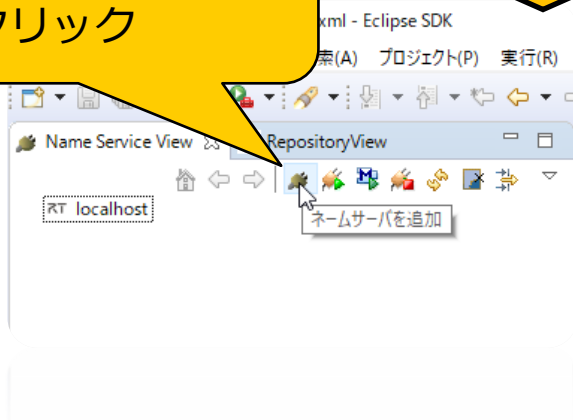 クリック
xml - Eclipse SDK
索(A) プロジェクト(P) 実行(R)
Name Service View RepositoryView
localhost
ネームサーバを追加